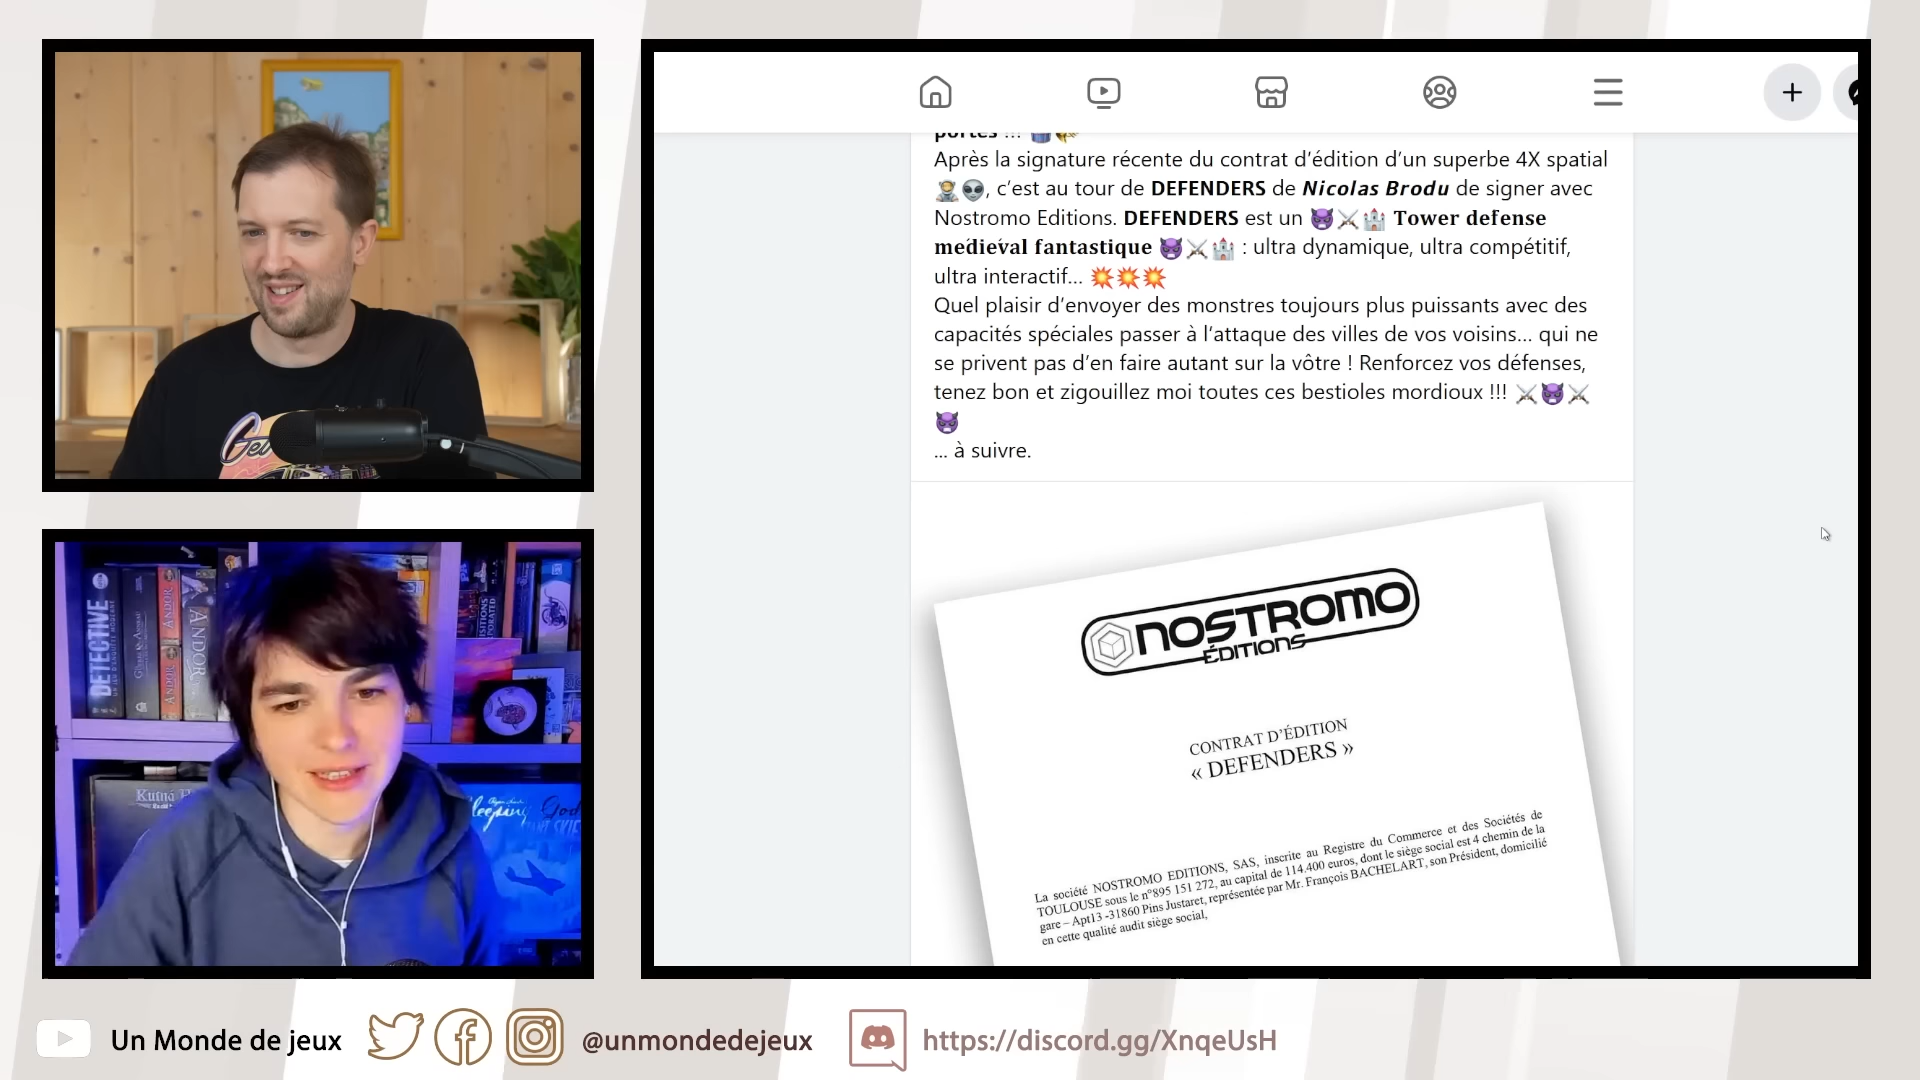 portes ...
Après la signature récente du contrat d’édition d’un superbe 4X spatial
, c’est au tour de DEFENDERS de Nicolas Brodu de signer avec
Nostromo Editions. DEFENDERS est un Tower defense
medieval fantastique : ultra dynamique, ultra compétitif,
ultra interactif...
Quel plaisir d’envoyer des monstres toujours plus puissants avec des
capacités spéciales passer à l’attaque des villes de vos voisins... qui ne
se privent pas d’en faire autant sur la vôtre ! Renforcez vos défenses,
tenez bon et zigouillez moi toutes ces bestioles mordioux !!!
... à suivre.
NOSTROMO
ÉDITIONS
CONTRAT D’ÉDITION
« DEFENDERS »
La société NOSTROMO EDITIONS, SAS, inscrite au Registre du Commerce et des Sociétés de
TOULOUSE sous le n°895 151 272, au capital de 114.400 euros, dont le siège social est 4 chemin de la
gare – Apt13 -31860 Pins Justaret, représentée par Mr. François BACHELART, son Président, domicilié
en cette qualité audit siège social,
DETECTIVE
ANDOR
ANDOR
ANDOR
Kutná
Sleeping God
Un Monde de jeux
@unmondedejeux
https://discord.gg/XnqeUsH